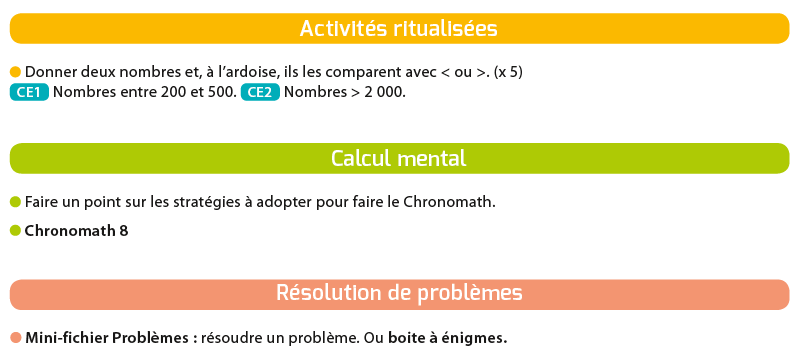 Activités ritualisées
Donner deux nombres et, à l'ardoise, ils les comparent avec < ou >. (x 5)
CE1 Nombres entre 200 et 500. CE2 Nombres > 2 000.
Calcul mental
Faire un point sur les stratégies à adopter pour faire le Chronomath.
Chronomath 8
Résolution de problèmes
Mini-fichier Problèmes : résoudre un problème. Ou boite à énigmes.